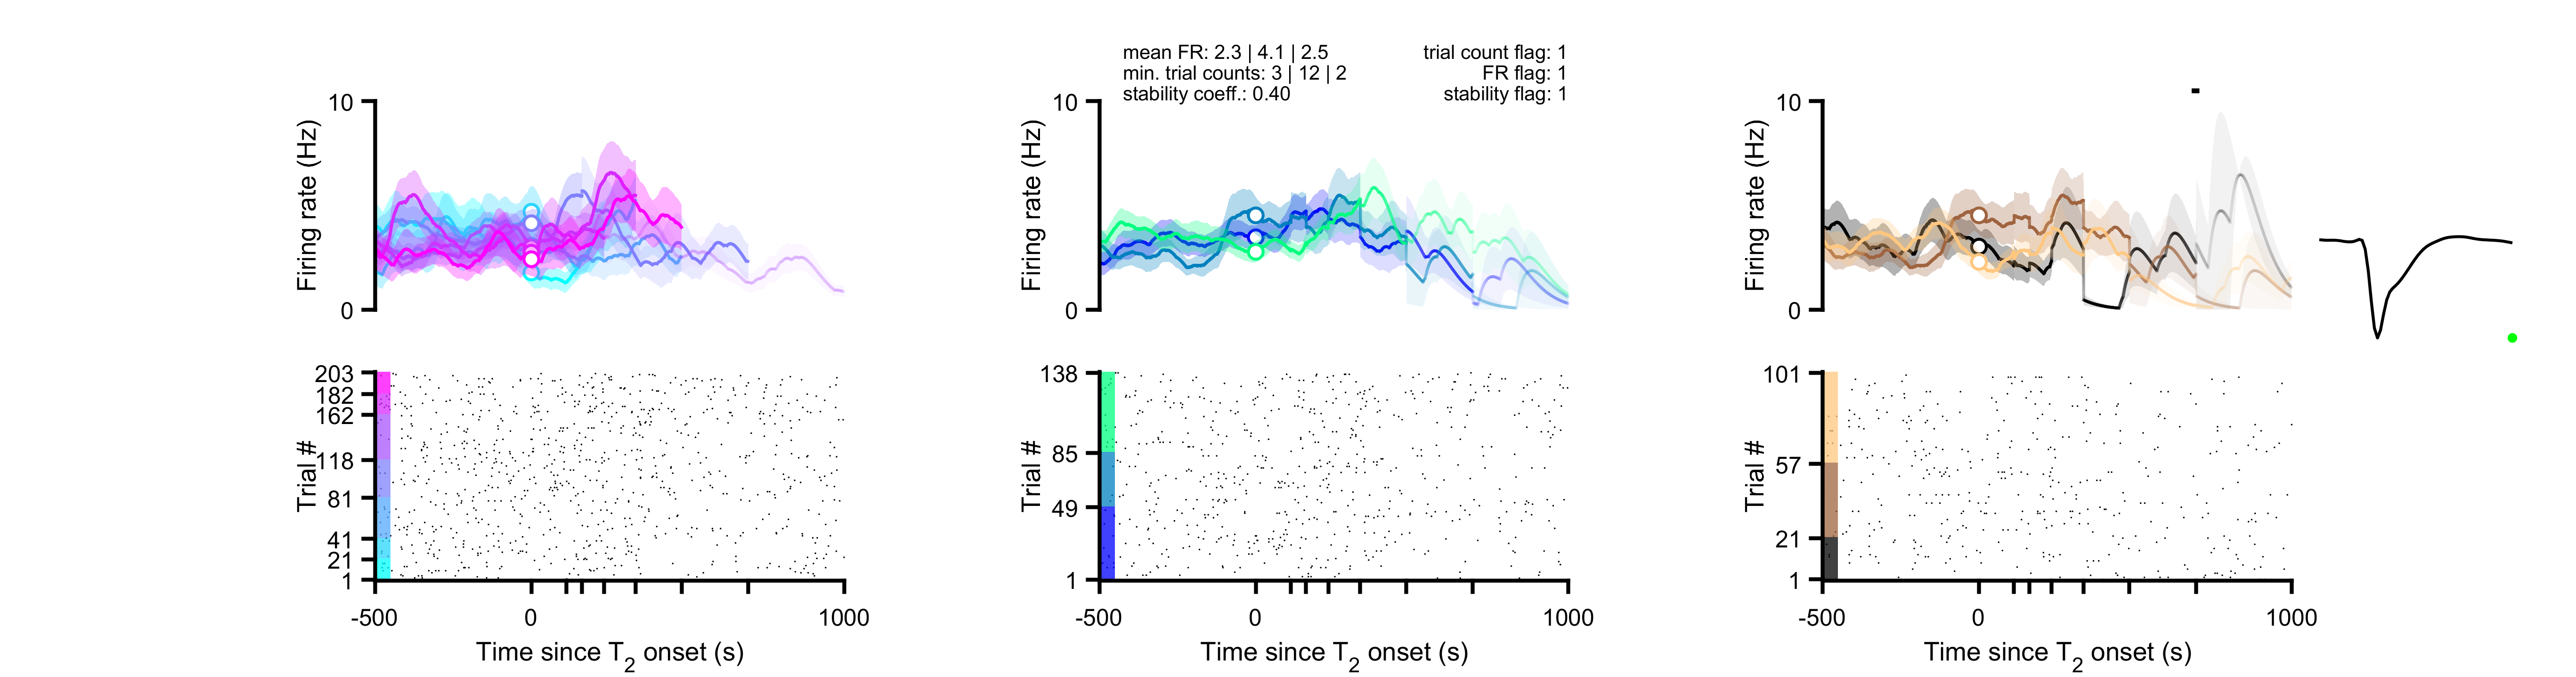 mean FR: 2.3 | 4.1 | 2.5
min. trial counts: 3 | 12 | 2
stability coeff.: 0.40
trial count flag: 1
FR flag: 1
stability flag: 1
Firing rate (Hz)
10
0
Trial #
203
182
162
118
81
41
21
1
-500
0
1000
Time since T2 onset (s)
Firing rate (Hz)
10
0
Trial #
138
85
49
1
-500
0
1000
Time since T2 onset (s)
Firing rate (Hz)
10
0
Trial #
101
57
21
1
-500
0
1000
Time since T2 onset (s)